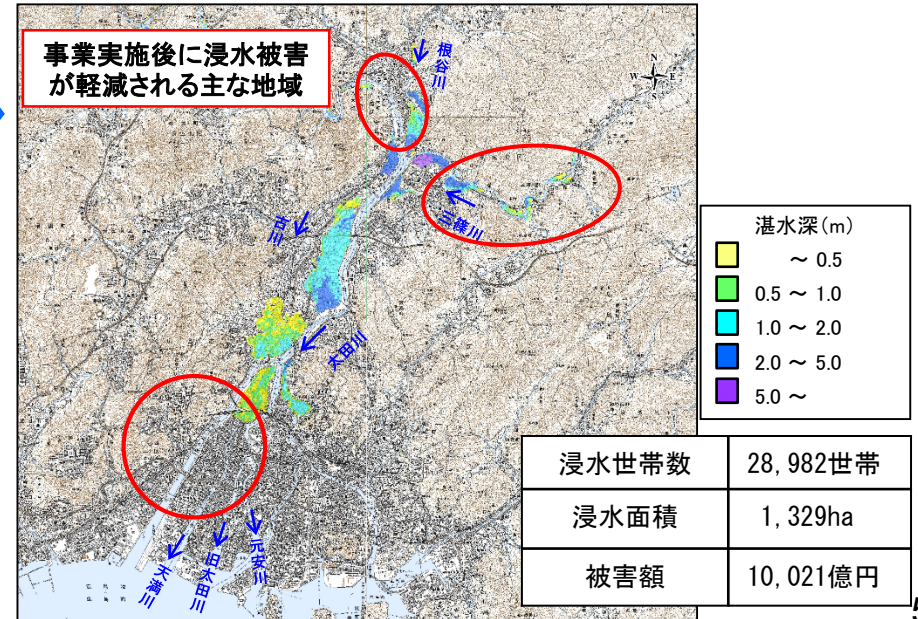 事業実施後に浸水被害
が軽減される主な地域
根谷川
N
W
E
S
三篠川
古川
太田川
天満川
旧太田川
元安川
湛水深(m)
～ 0.5
0.5 ～ 1.0
1.0 ～ 2.0
2.0 ～ 5.0
5.0 ～
浸水世帯数 28,982世帯
浸水面積 1,329ha
被害額 10,021億円